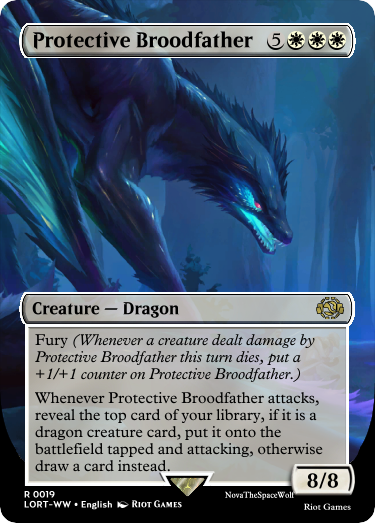 Protective Broodfather 5
Creature — Dragon
Fury (Whenever a creature dealt damage by
Protective Broodfather this turn dies, put a
+1/+1 counter on Protective Broodfather.)
Whenever Protective Broodfather attacks,
reveal the top card of your library, if it is a
dragon creature card, put it onto the
battlefield tapped and attacking, otherwise
draw a card instead.
8/8
R 0019
LORT-WW • English RIOT GAMES
NovaTheSpaceWolf
Riot Games